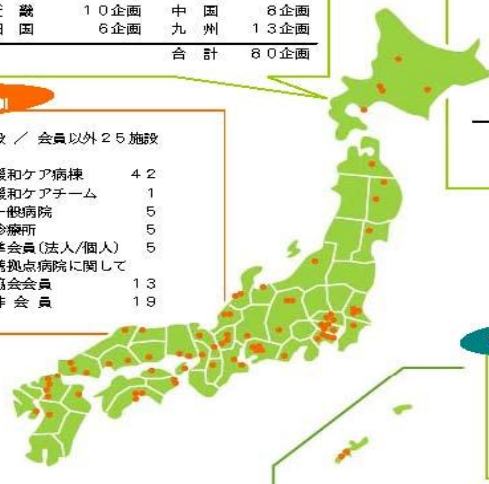 畿 １０企画 中 国 ８企画
国 ６企画 九 州 １３企画
合 計 ８０企画
／ 会員以外２５施設
緩和ケア病棟 ４２
緩和ケアチーム １
一般病院 ５
診療所 ５
準会員(法人/個人) ５
拠点病院に関して
協会会員 １３
非 会 員 １９